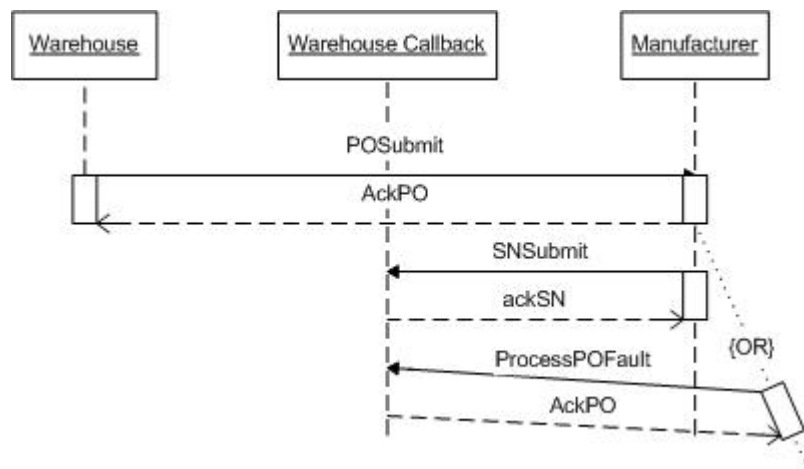 Warehouse
Warehouse Callback
Manufacturer
POSubmit
AckPO
SNSubmit
ackSN
{OR}
ProcessPOFault
AckPO